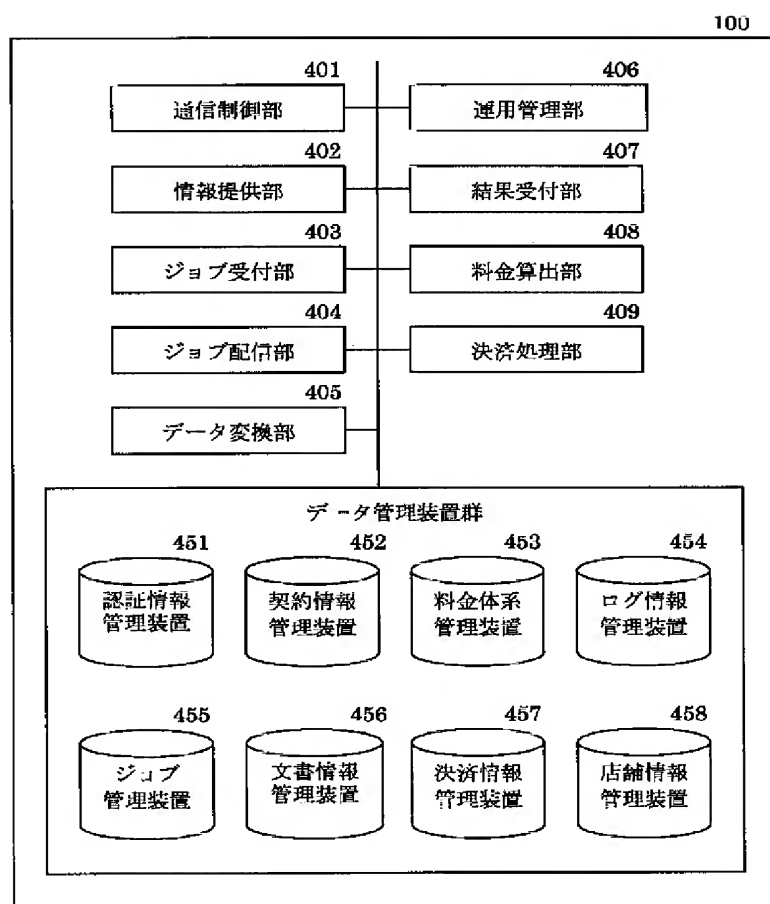 100
401
通信制御部
406
運用管理部
402
情報提供部
407
結果受付部
403
ジョブ受付部
408
料金算出部
404
ジョブ配信部
409
決済処理部
405
データ変換部
データ管理装置群
451
認証情報
管理装置
452
契約情報
管理装置
453
料金体系
管理装置
454
ログ情報
管理装置
455
ジョブ
管理装置
456
文書情報
管理装置
457
決済情報
管理装置
458
店舗情報
管理装置